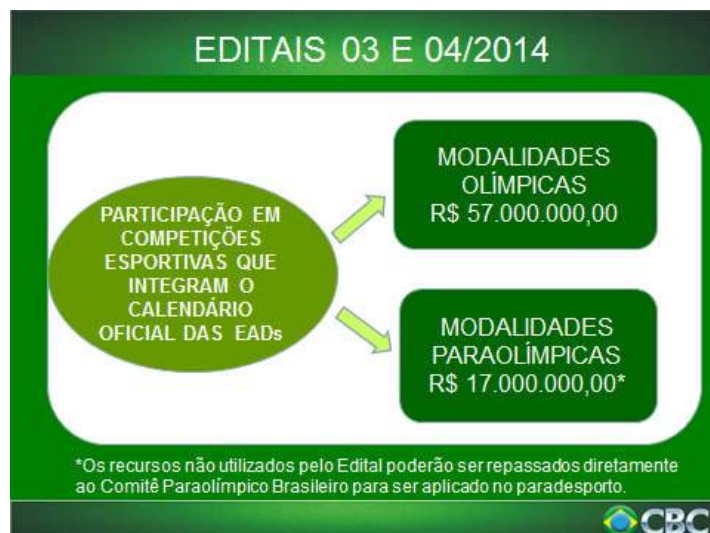 EDITAIS 03 E 04/2014
PARTICIPAÇÃO EM
COMPETIÇÕES
ESPORTIVAS QUE
INTEGRAM O
CALENDÁRIO
OFICIAL DAS EADs
MODALIDADES
OLÍMPICAS
R$ 57.000.000,00
MODALIDADES
PARAOLÍMPICAS
R$ 17.000.000,00*
*Os recursos não utilizados pelo Edital poderão ser repassados diretamente
ao Comitê Paraolímpico Brasileiro para ser aplicado no paradesporto.
CBC